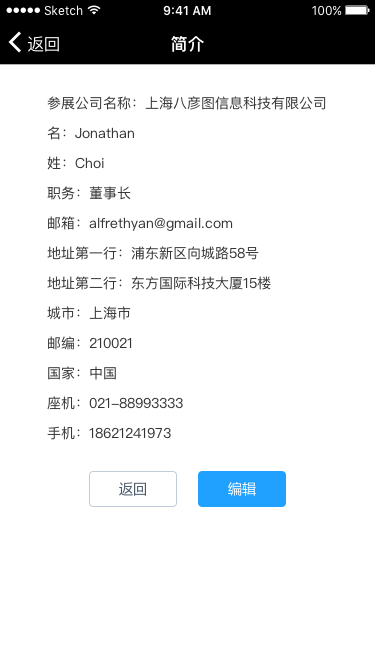 Sketch 9:41 AM 100%
返回 简介
参展公司名称：上海八彦图信息科技有限公司
名：Jonathan
姓：Choi
职务：董事长
邮箱：alfrethyan@gmail.com
地址第一行：浦东新区向城路58号
地址第二行：东方国际科技大厦15楼
城市：上海市
邮编：210021
国家：中国
座机：021-88993333
手机：18621241973
返回 编辑